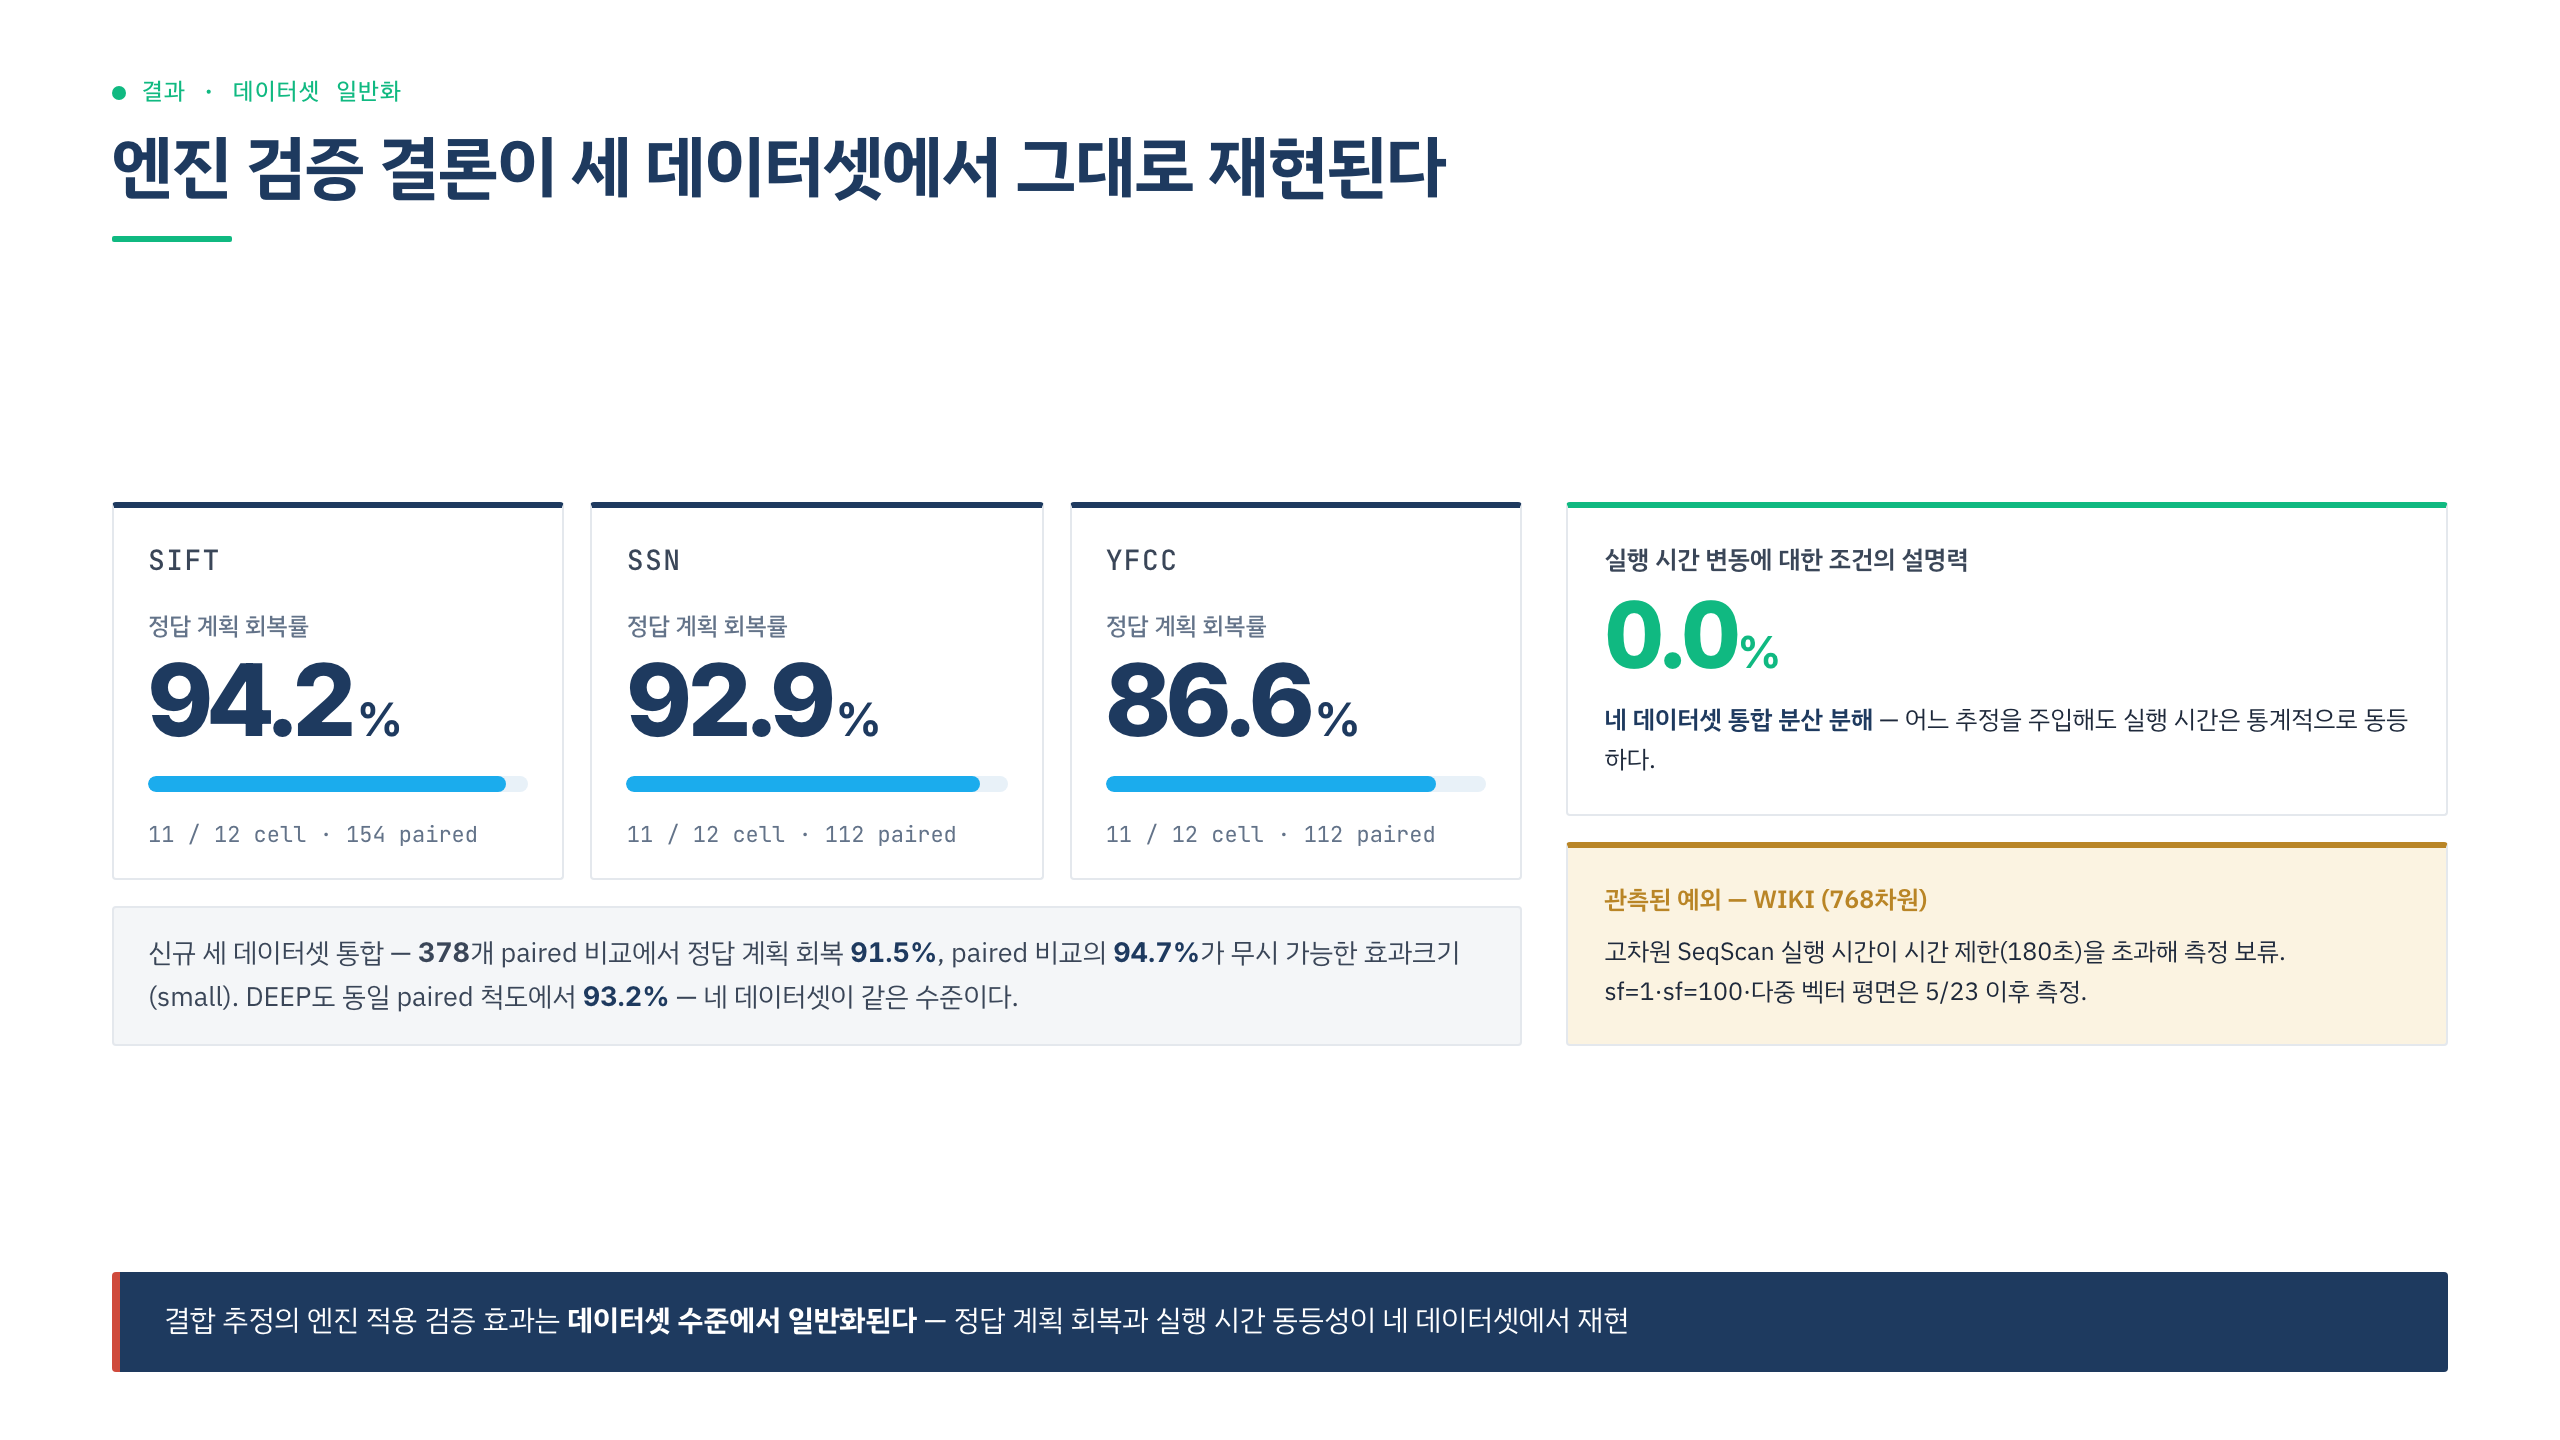 결과 · 데이터셋 일반화
엔진 검증 결론이 세 데이터셋에서 그대로 재현된다
SIFT
정답 계획 회복률
94.2%
11 / 12 cell · 154 paired
SSN
정답 계획 회복률
92.9%
11 / 12 cell · 112 paired
YFCC
정답 계획 회복률
86.6%
11 / 12 cell · 112 paired
신규 세 데이터셋 통합 — 378개 paired 비교에서 정답 계획 회복 91.5%, paired 비교의 94.7%가 무시 가능한 효과크기
(small). DEEP도 동일 paired 척도에서 93.2% — 네 데이터셋이 같은 수준이다.
실행 시간 변동에 대한 조건의 설명력
0.0%
네 데이터셋 통합 분산 분해 — 어느 추정을 주입해도 실행 시간은 통계적으로 동등
하다.
관측된 예외 — WIKI (768차원)
고차원 SeqScan 실행 시간이 시간 제한(180초)을 초과해 측정 보류.
sf=1·sf=100·다중 벡터 평면은 5/23 이후 측정.
결합 추정의 엔진 적용 검증 효과는 데이터셋 수준에서 일반화된다 — 정답 계획 회복과 실행 시간 동등성이 네 데이터셋에서 재현